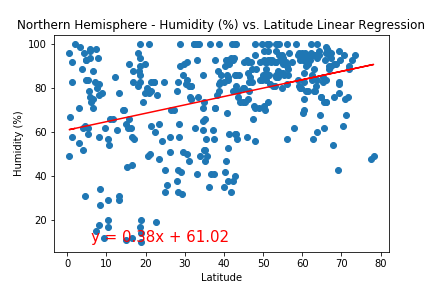 Northern Hemisphere - Humidity (%) vs. Latitude Linear Regression
Humidity (%)
100
80
60
40
20
y = 0.38x + 61.02
0 10 20 30 40 50 60 70 80
Latitude